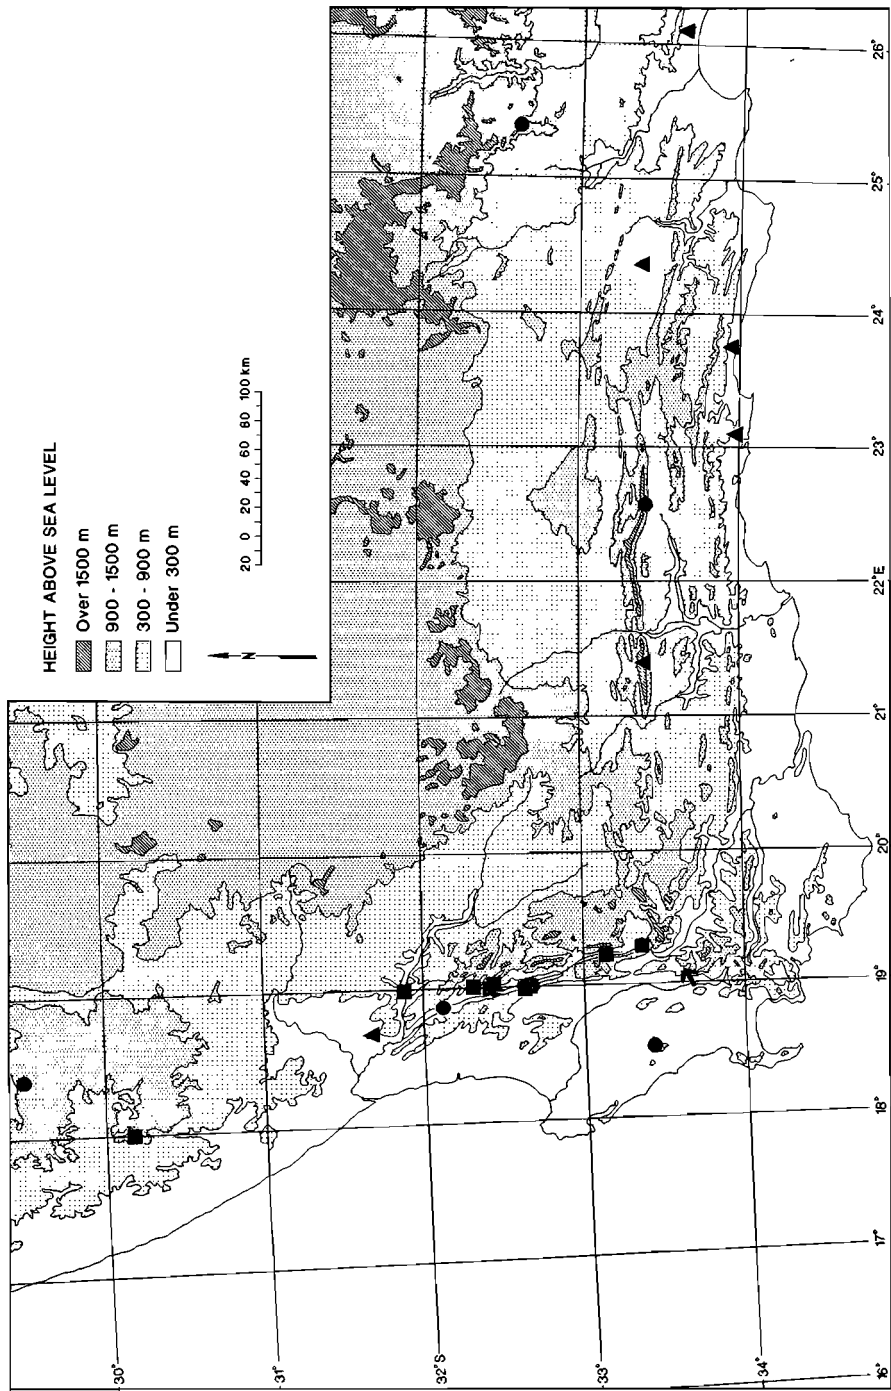 HEIGHT ABOVE SEA LEVEL
Over 1500 m
900 - 1500 m
300 - 900 m
Under 300 m
N
20 0 20 40 60 80 100 km
30°
31°
32°S
33°
34°
16°
17°
18°
19°
20°
21°
22°E
23°
24°
25°
26°